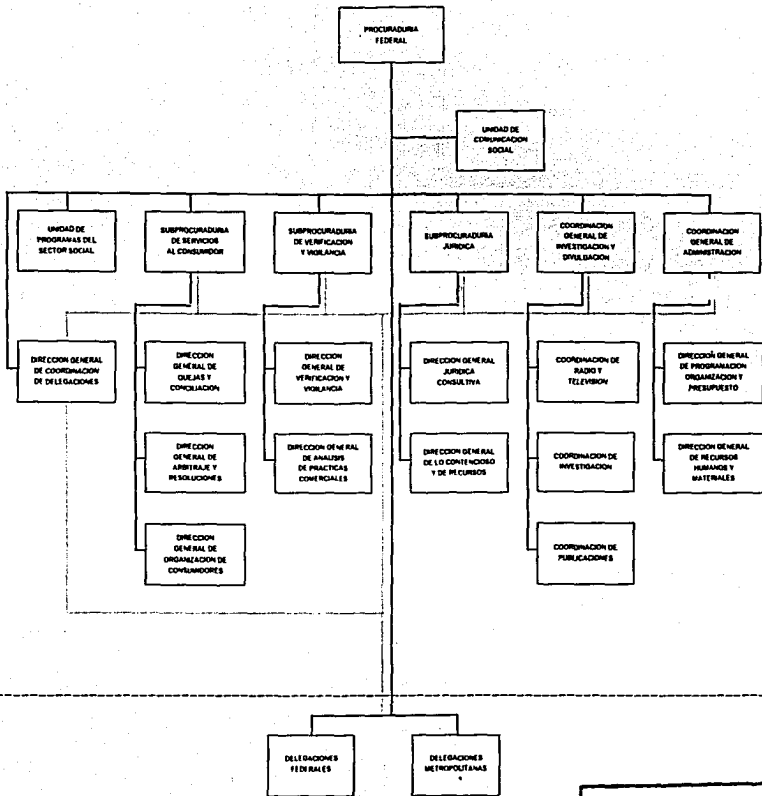 PROCURADURIA
FEDERAL
UNIDAD DE
COMUNICACION
SOCIAL
UNIDAD DE
PROGRAMAS DEL
SECTOR SOCIAL
SUBPROCURADURIA
DE SERVICIOS
AL CONSUMIDOR
SUBPROCURADURIA
DE VERIFICACION
Y VIGILANCIA
SUBPROCURADURIA
JURIDICA
COORDINACION
GENERAL DE
INVESTIGACION Y
DIVULGACION
COORDINACION
GENERAL DE
ADMINISTRACION
DIRECCION GENERAL
DE COORDINACION
DE DELEGACIONES
DIRECCION
GENERAL DE
QUEJAS Y
CONCILIACION
DIRECCION
GENERAL DE
VERIFICACION Y
VIGILANCIA
DIRECCION GENERAL
JURIDICA
CONSULTIVA
COORDINACION DE
RADIO Y
TELEVISION
DIRECCION GENERAL
DE PROGRAMACION
ORGANIZACION Y
PRESUPUESTO
DIRECCION
GENERAL DE
ARBITRAJE Y
RESOLUCIONES
DIRECCION GENERAL
DE ANALISIS
DE PRACTICAS
COMERCIALES
DIRECCION GENERAL
DE LO CONTENCIOSO
Y DE RECURSOS
COORDINACION DE
INVESTIGACION
DIRECCION GENERAL
DE RECURSOS
HUMANOS Y
MATERIALES
DIRECCION
GENERAL DE
ORGANIZACION DE
CONSUMIDORES
COORDINACION DE
PUBLICACIONES
DELEGACIONES
FEDERALES
DELEGACIONES
METROPOLITANAS